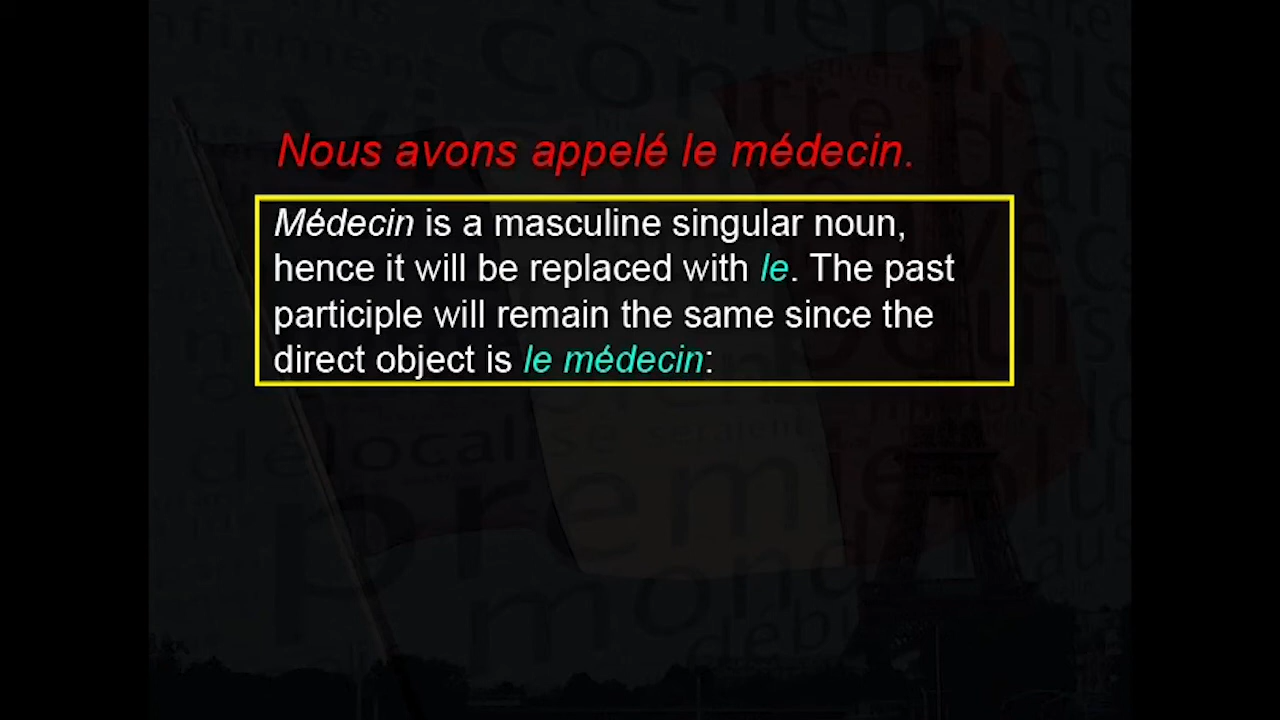 Nous avons appelé le médecin.
Médecin is a masculine singular noun,
hence it will be replaced with le. The past
participle will remain the same since the
direct object is le médecin: